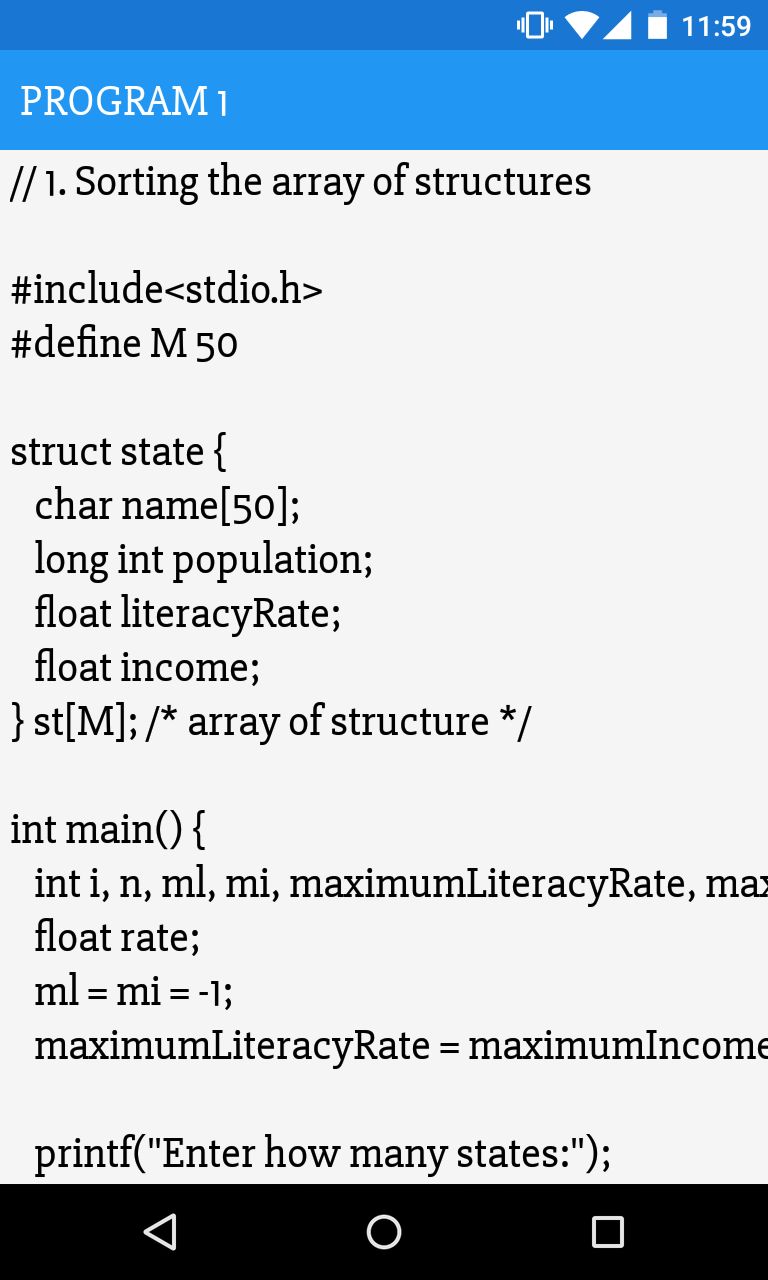 11:59
PROGRAM 1
// 1. Sorting the array of structures
#include<stdio.h>
#define M 50
struct state {
char name[50];
long int population;
float literacyRate;
float income;
} st[M]; /* array of structure */
int main() {
int i, n, ml, mi, maximumLiteracyRate, max
float rate;
ml = mi = -1;
maximumLiteracyRate = maximumIncome
printf("Enter how many states:");